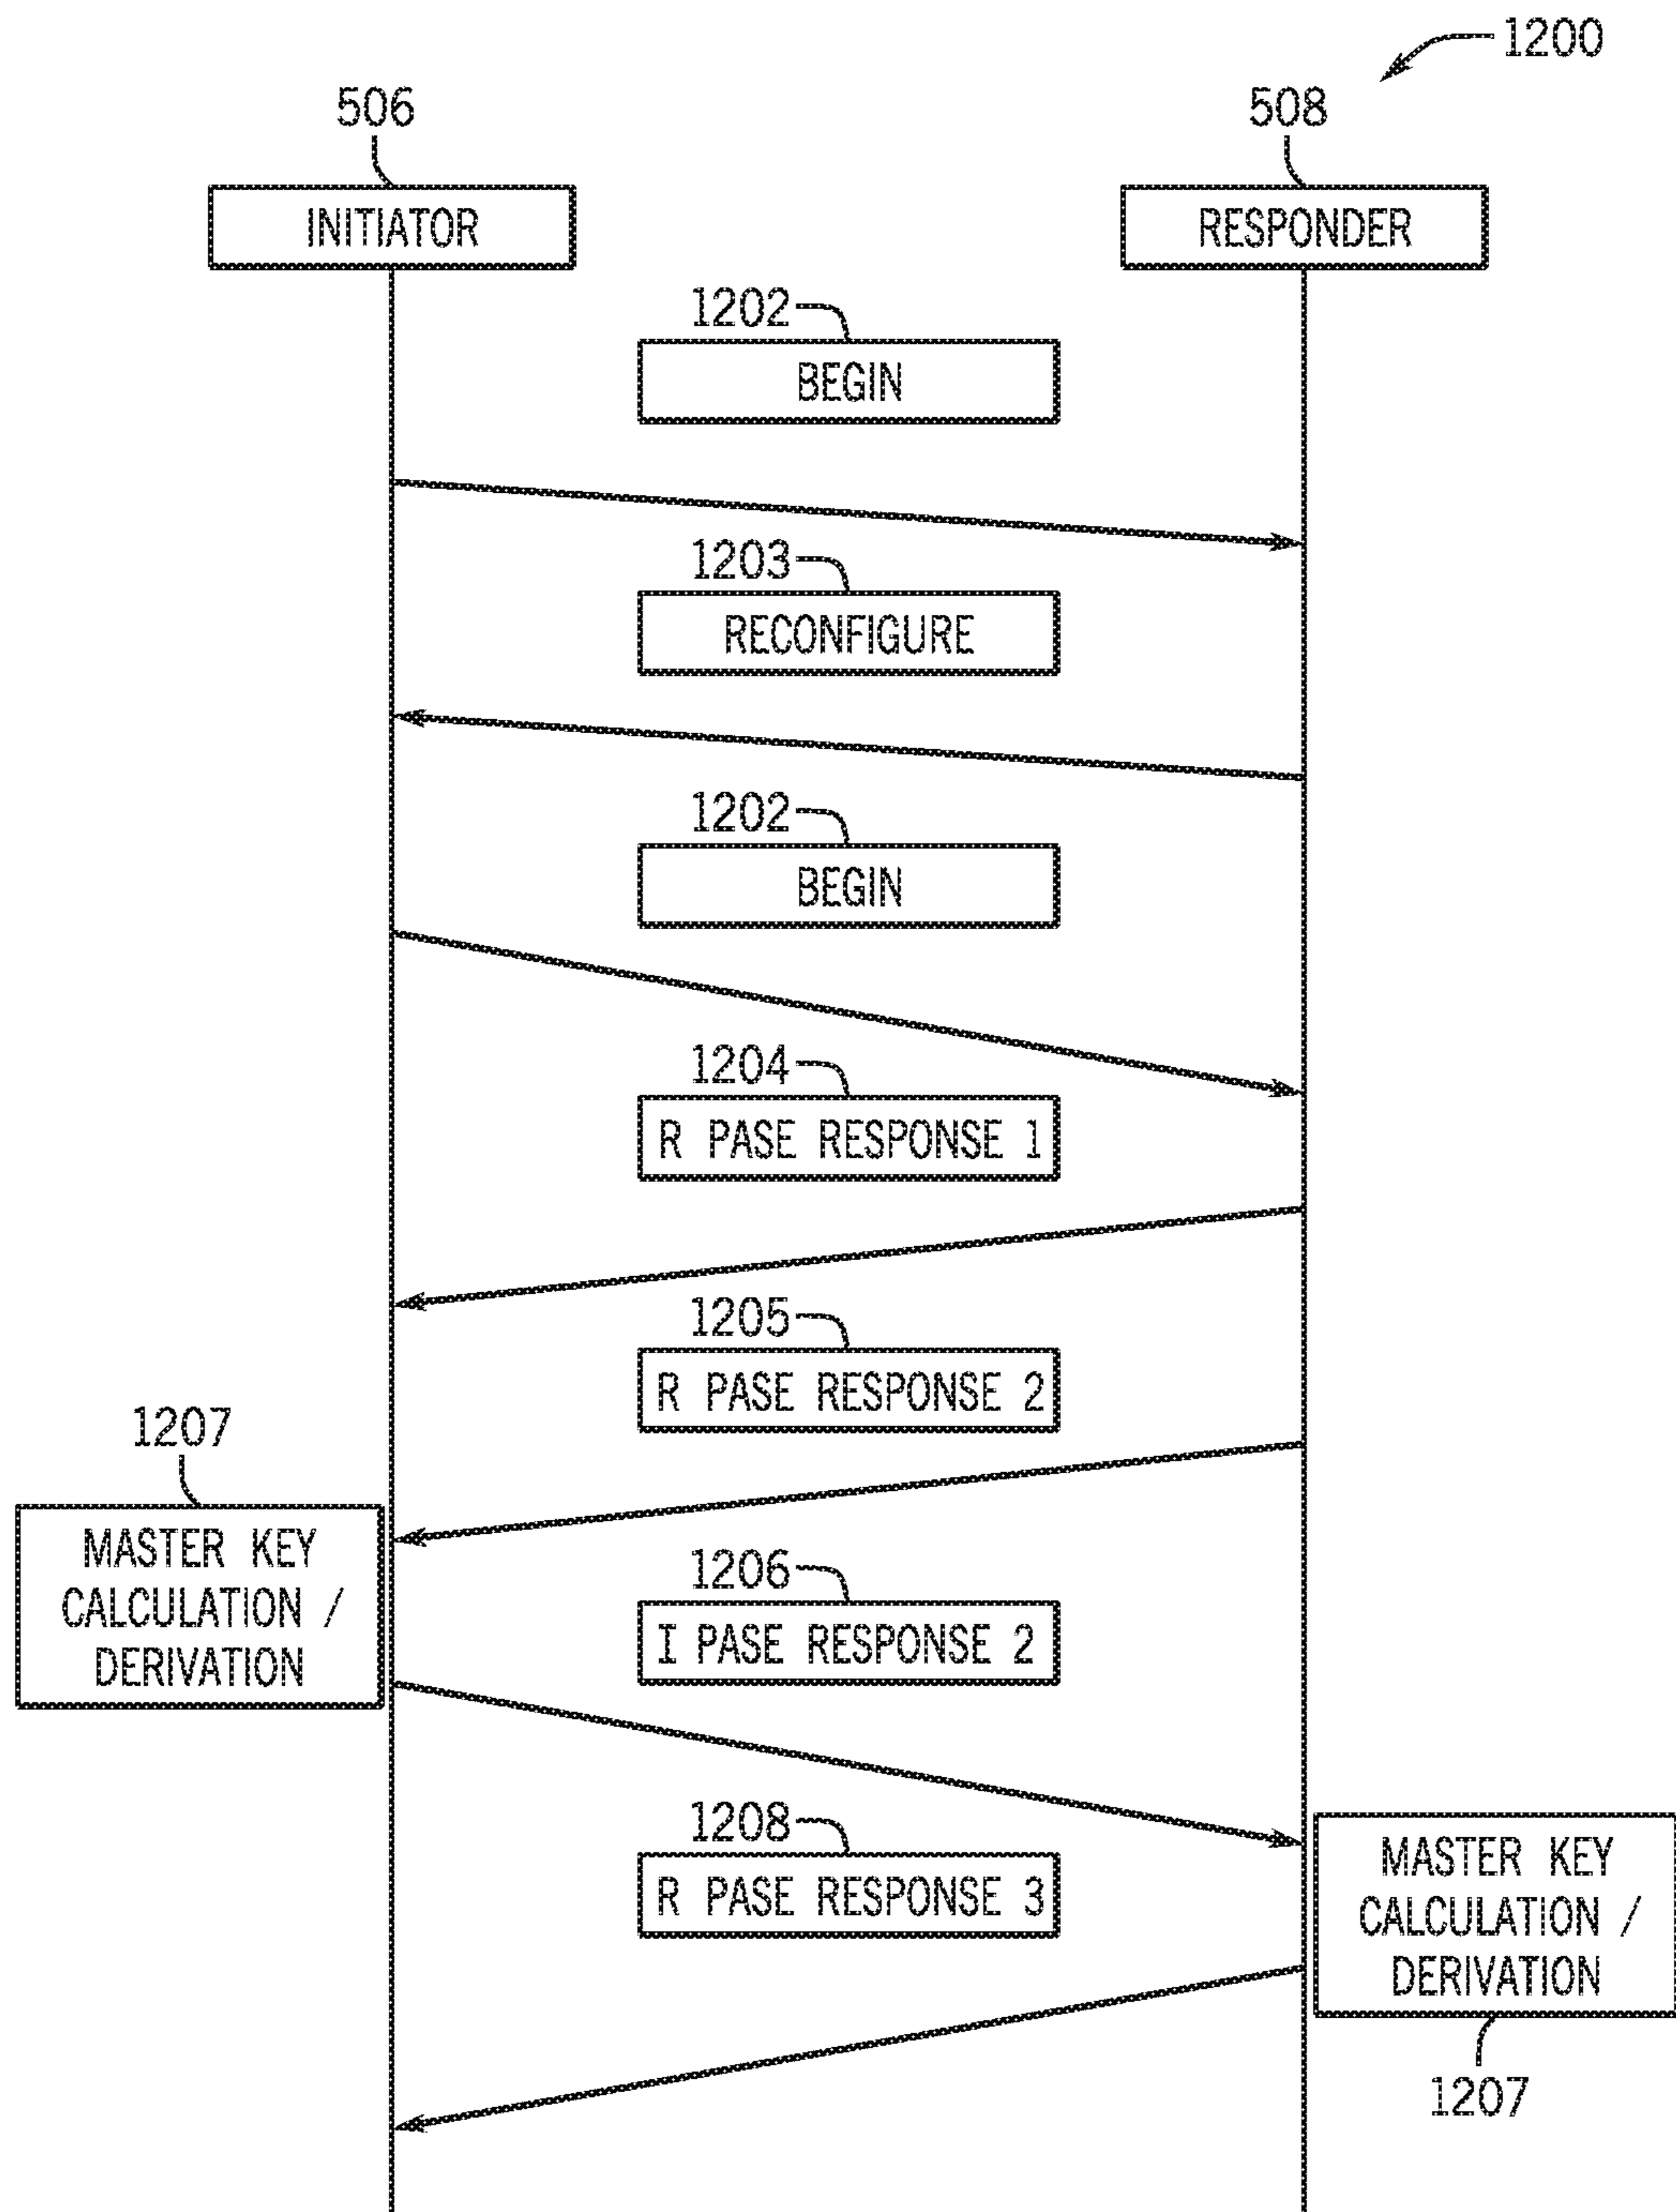 1200
506
508
INITIATOR
RESPONDER
1202
BEGIN
1203
RECONFIGURE
1202
BEGIN
1204
R PASE RESPONSE 1
1205
R PASE RESPONSE 2
1207
MASTER KEY
CALCULATION /
DERIVATION
1206
I PASE RESPONSE 2
1208
R PASE RESPONSE 3
MASTER KEY
CALCULATION /
DERIVATION
1207